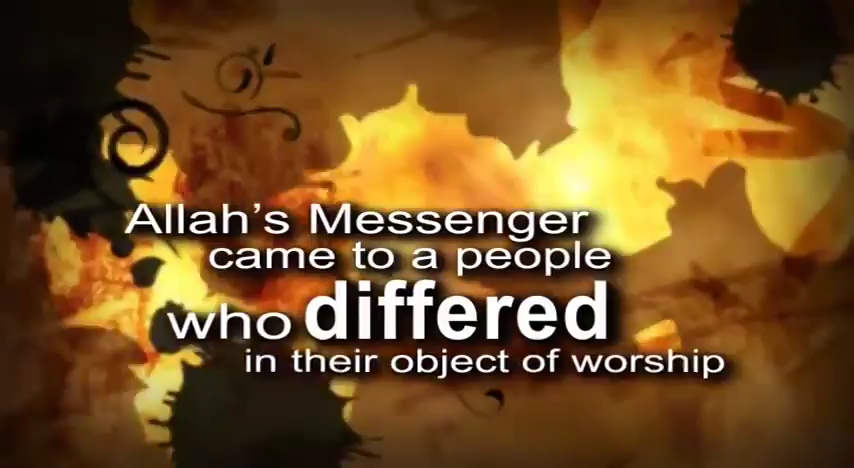 Allah's Messenger
came to a people
who differed
in their object of worship